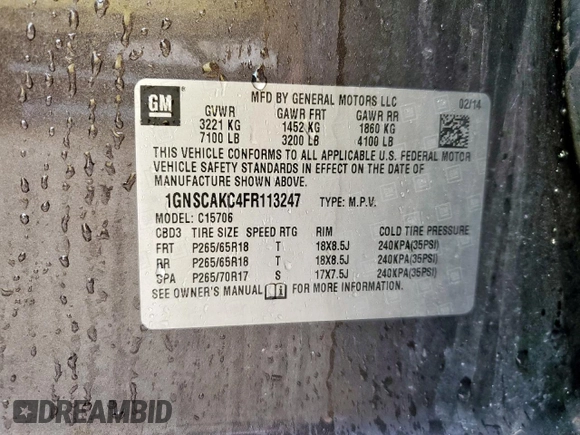 GM
MFD BY GENERAL MOTORS LLC 02/14
GVWR GAWR FRT GAWR RR
3221 KG 1452 KG 1860 KG
7100 LB 3200 LB 4100 LB
THIS VEHICLE CONFORMS TO ALL APPLICABLE U.S. FEDERAL MOTOR
VEHICLE SAFETY STANDARDS IN EFFECT ON THE DATE OF
MANUFACTURE SHOWN ABOVE.
1GNSCAKC4FR113247 TYPE: M.P.V.
MODEL: C15706
CBD3 TIRE SIZE SPEED RTG RIM COLD TIRE PRESSURE
FRT P265/65R18 T 18X8.5J 240KPA(35PSI)
RR P265/65R18 T 18X8.5J 240KPA(35PSI)
SPA P265/70R17 S 17X7.5J 240KPA(35PSI)
SEE OWNER'S MANUAL FOR MORE INFORMATION.
DREAMBID